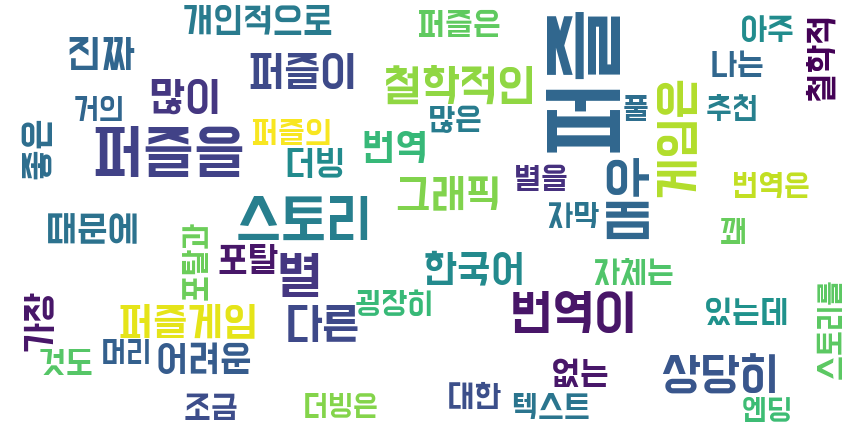 개인적으로
퍼즐은
퍼즐
아주
철학적
진짜
퍼즐이
철학적인
나는
많이
거의
퍼즐을
퍼즐의
번역
많은
풀
추천
게임은
좋은
더빙
별을
아
몸
번역은
그래픽
자막
스토리
때문에
꽤
포탈과
포탈
별
한국어
자체는
가장
굉장히
번역이
있는데
스토리를
퍼즐게임
다른
것도
머리
어려운
없는
상당히
조금
더빙은
대한
텍스트
엔딩